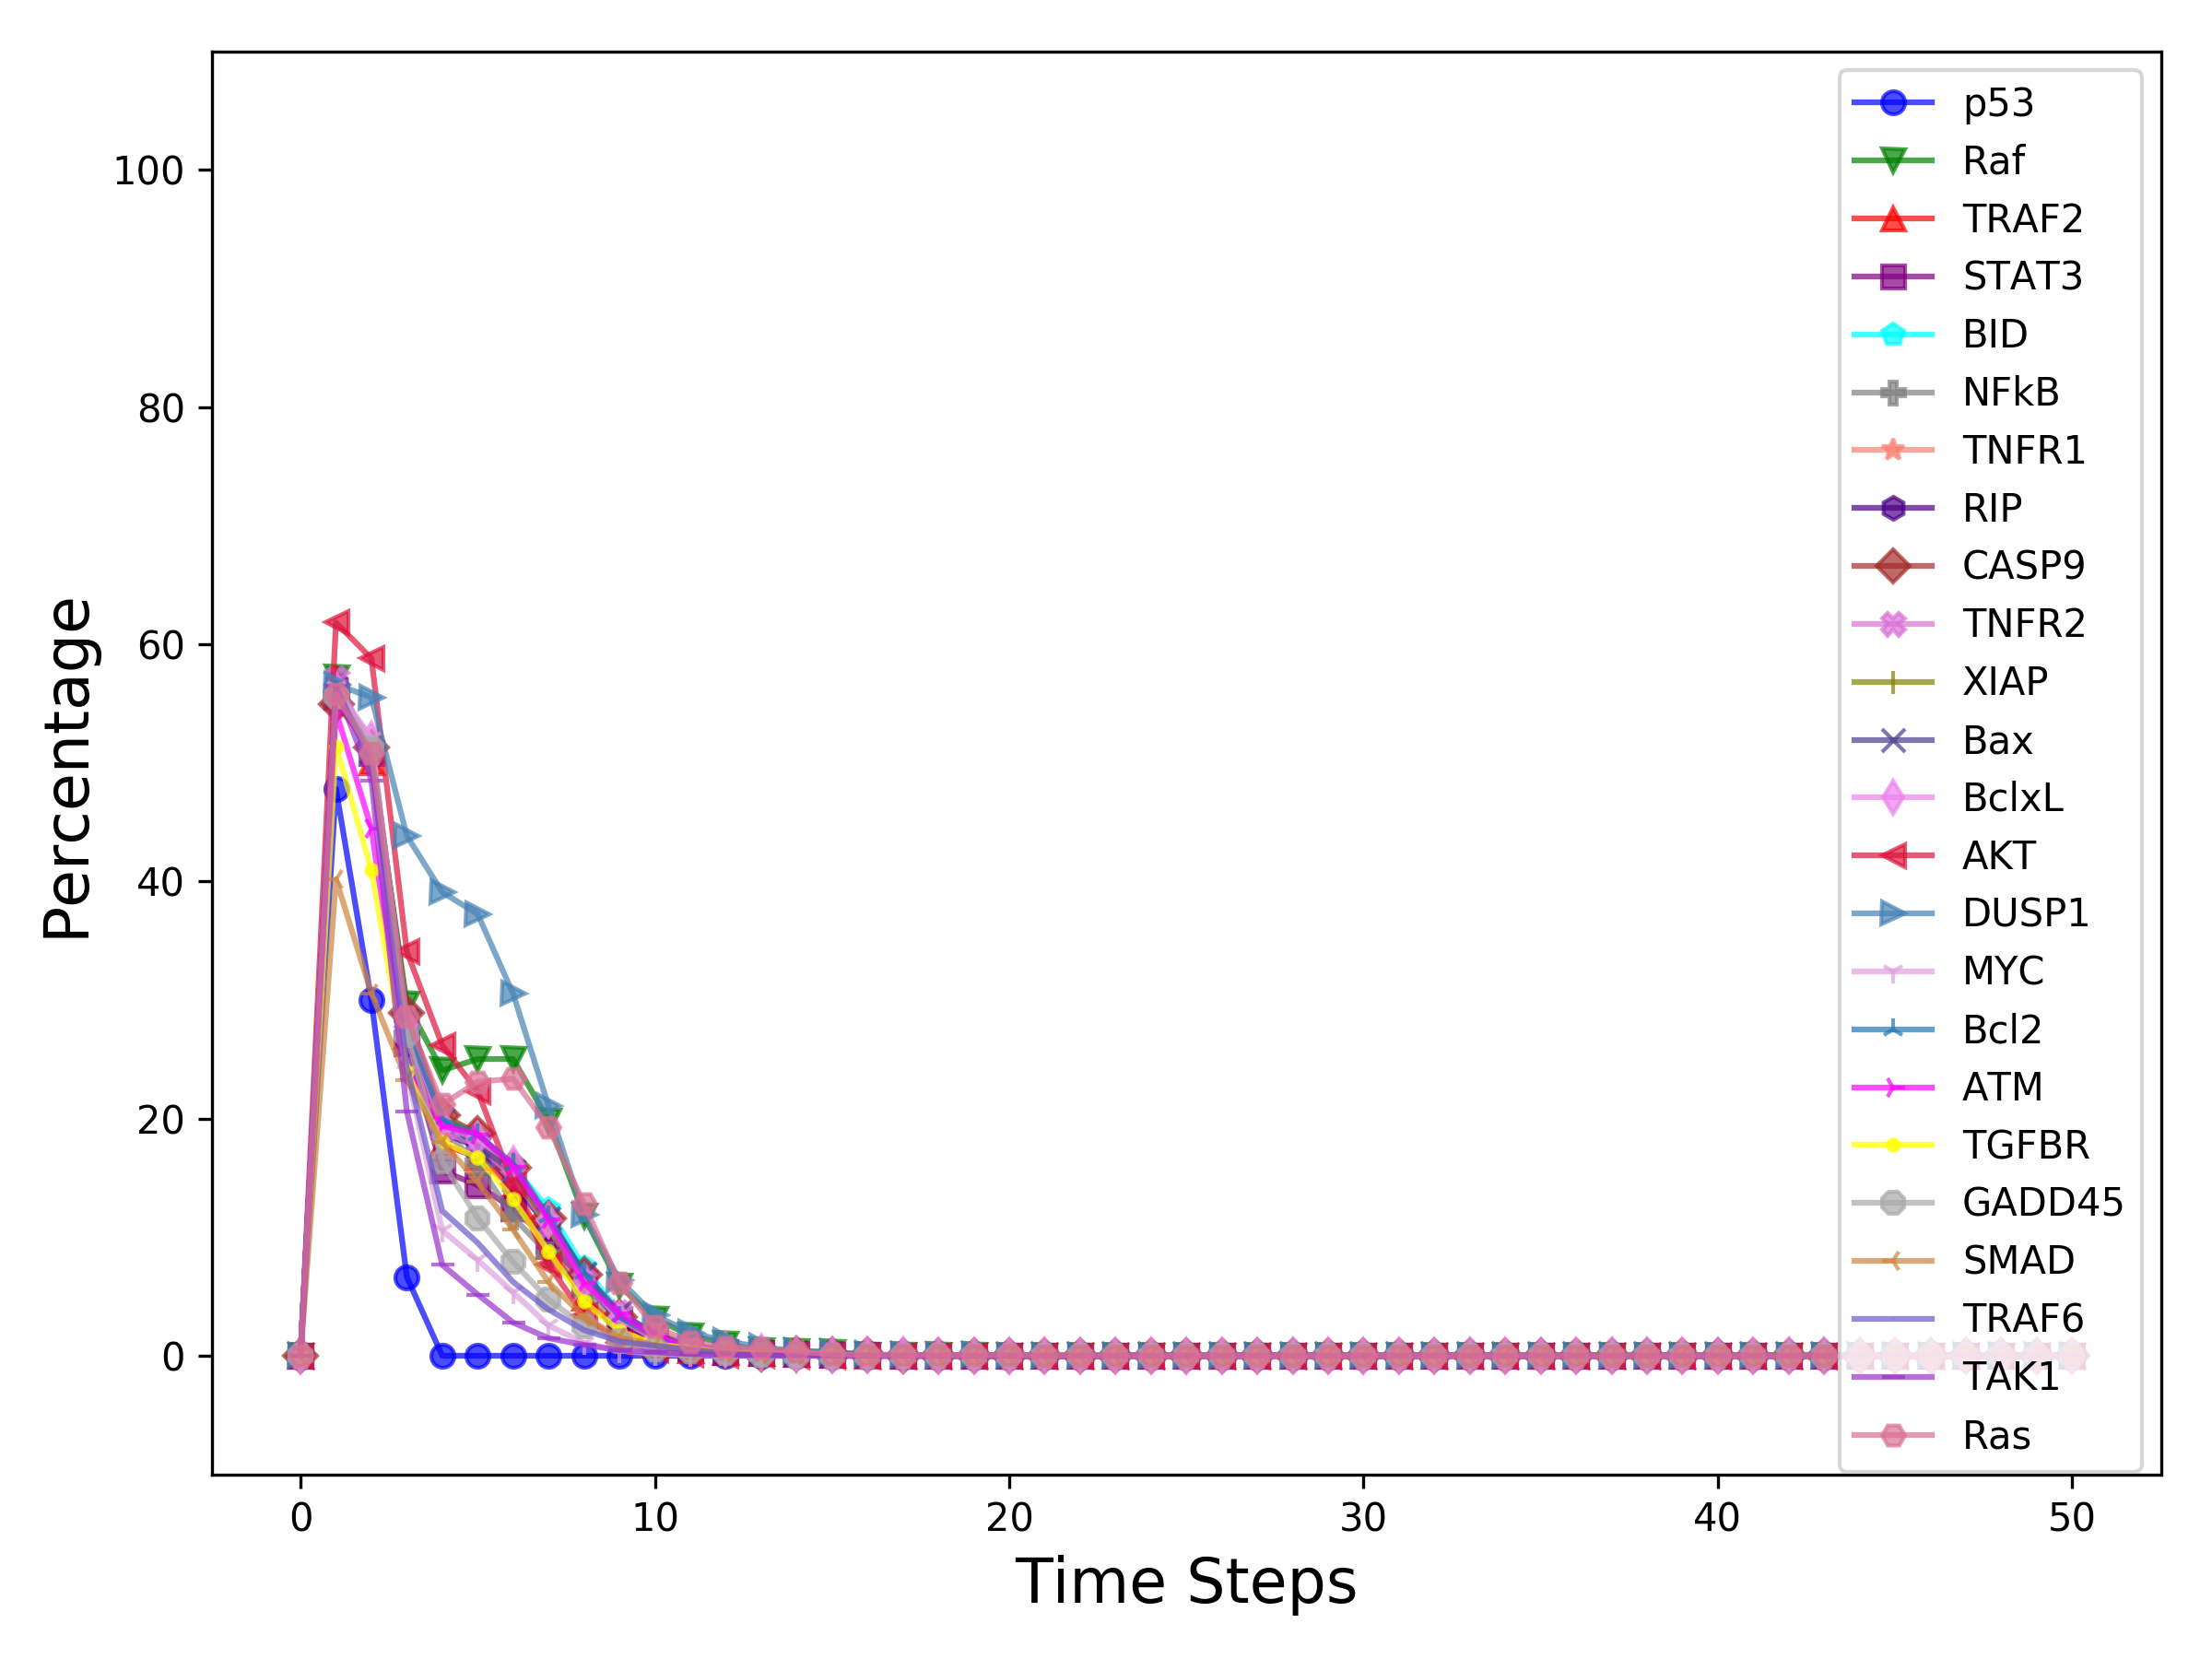 Percentage
100
80
60
40
20
0
0 10 20 30 40 50
Time Steps
p53
Raf
TRAF2
STAT3
BID
NFkB
TNFR1
RIP
CASP9
TNFR2
XIAP
Bax
BclxL
AKT
DUSP1
MYC
Bcl2
ATM
TGFBR
GADD45
SMAD
TRAF6
TAK1
Ras